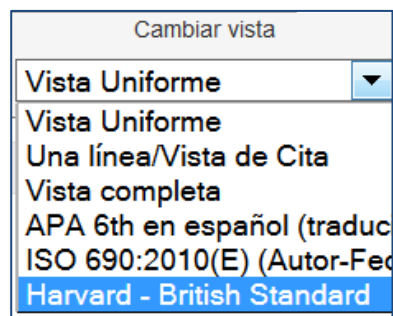 Cambiar vista
Vista Uniforme
Vista Uniforme
Una línea/Vista de Cita
Vista completa
APA 6th en español (traduc
ISO 690:2010(E) (Autor-Fec
Harvard - British Standard